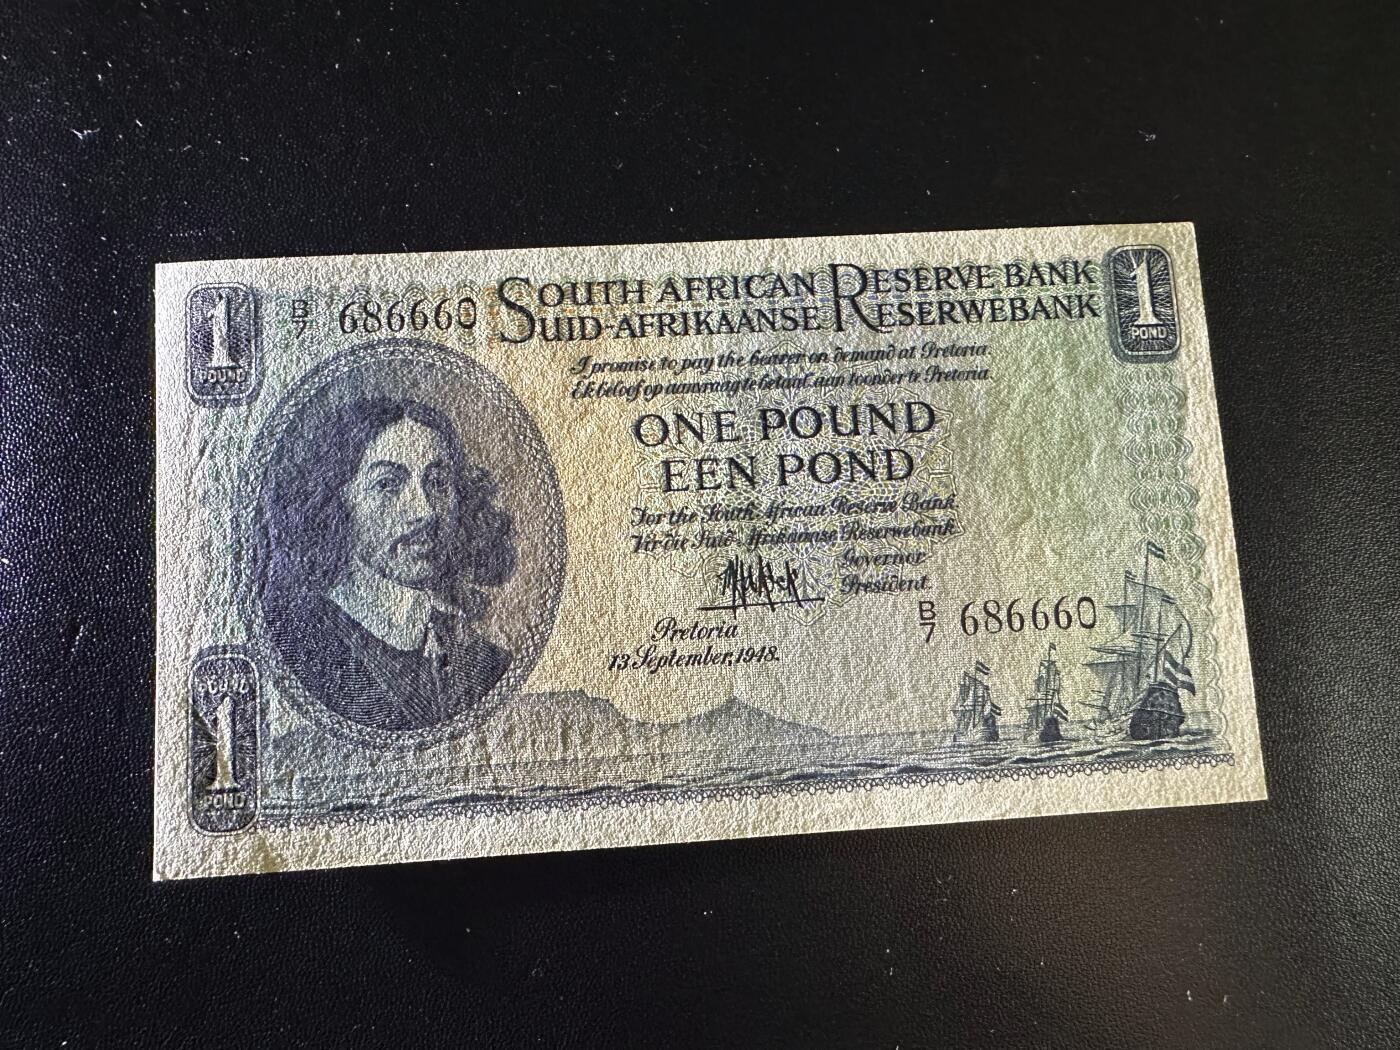 1
POUND
B/7 686660
SOUTH AFRICAN RESERVE BANK
SUID-AFRIKAANSE RESERWEBANK
1
POND
I promise to pay the bearer on demand at Pretoria.
Ek beloof op aanvraag te betaal aan toonder te Pretoria.
ONE POUND
EEN POND
For the South African Reserve Bank
Vir die Suid-Afrikaanse Reserwebank
Governor
President.
B/7 686660
Pretoria
13 September, 1948.
POUND
1
POND